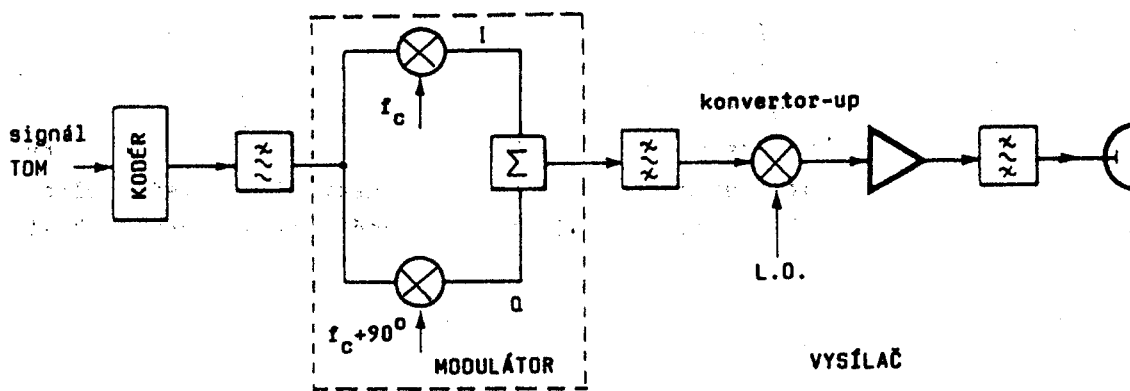 signál
TDM
KODÉR
I
f_c
Σ
Q
f_c+90°
MODULÁTOR
konvertor-up
L.O.
VYSÍLAČ